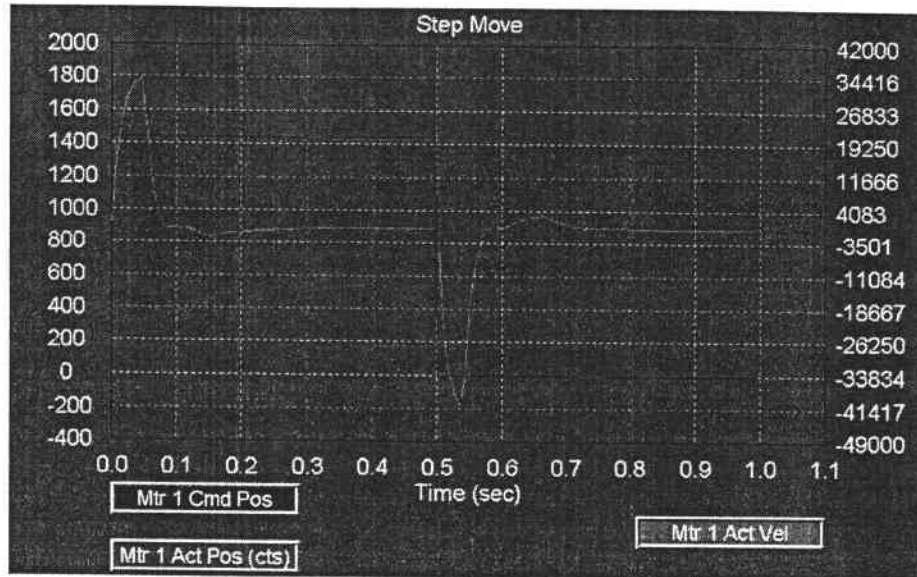 Step Move
2000 42000
1800 34416
1600 26833
1400 19250
1200 11666
1000 4083
800 -3501
600 -11084
400 -18667
200 -26250
0 -33834
-200 -41417
-400 -49000
0.0 0.1 0.2 0.3 0.4 0.5 0.6 0.7 0.8 0.9 1.0 1.1
Time (sec)
Mtr 1 Cmd Pos
Mtr 1 Act Vel
Mtr 1 Act Pos (cts)